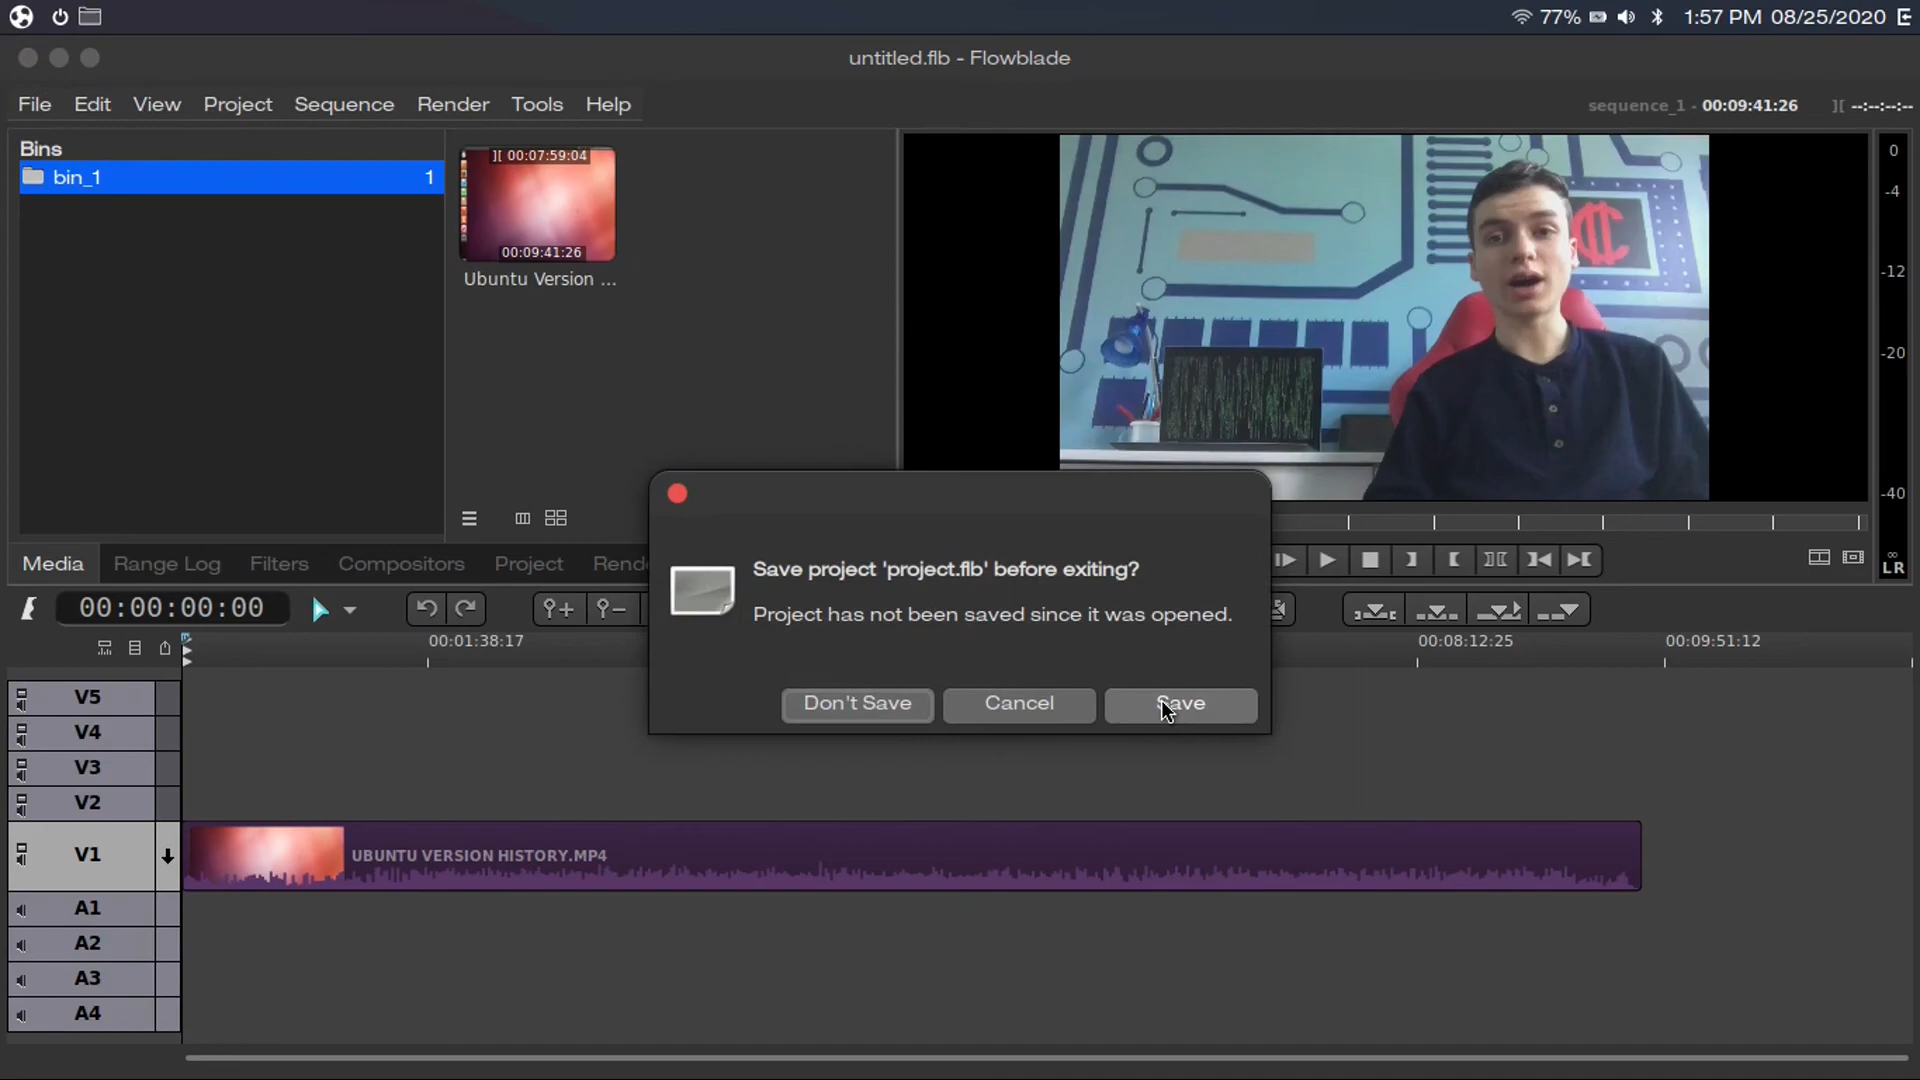 77% 1:57 PM 08/25/2020
untitled.flb - Flowblade
File Edit View Project Sequence Render Tools Help
sequence_1 - 00:09:41:26 ][ --:--:--:--
Bins
bin_1 1
][ 00:07:59:04
00:09:41:26
Ubuntu Version ...
0
-4
-12
-20
-40
∞
LR
Media Range Log Filters Compositors Project Rende
Save project 'project.flb' before exiting?
Project has not been saved since it was opened.
Don't Save Cancel Save
00:00:00:00
00:01:38:17 00:08:12:25 00:09:51:12
V5
V4
V3
V2
V1
UBUNTU VERSION HISTORY.MP4
A1
A2
A3
A4